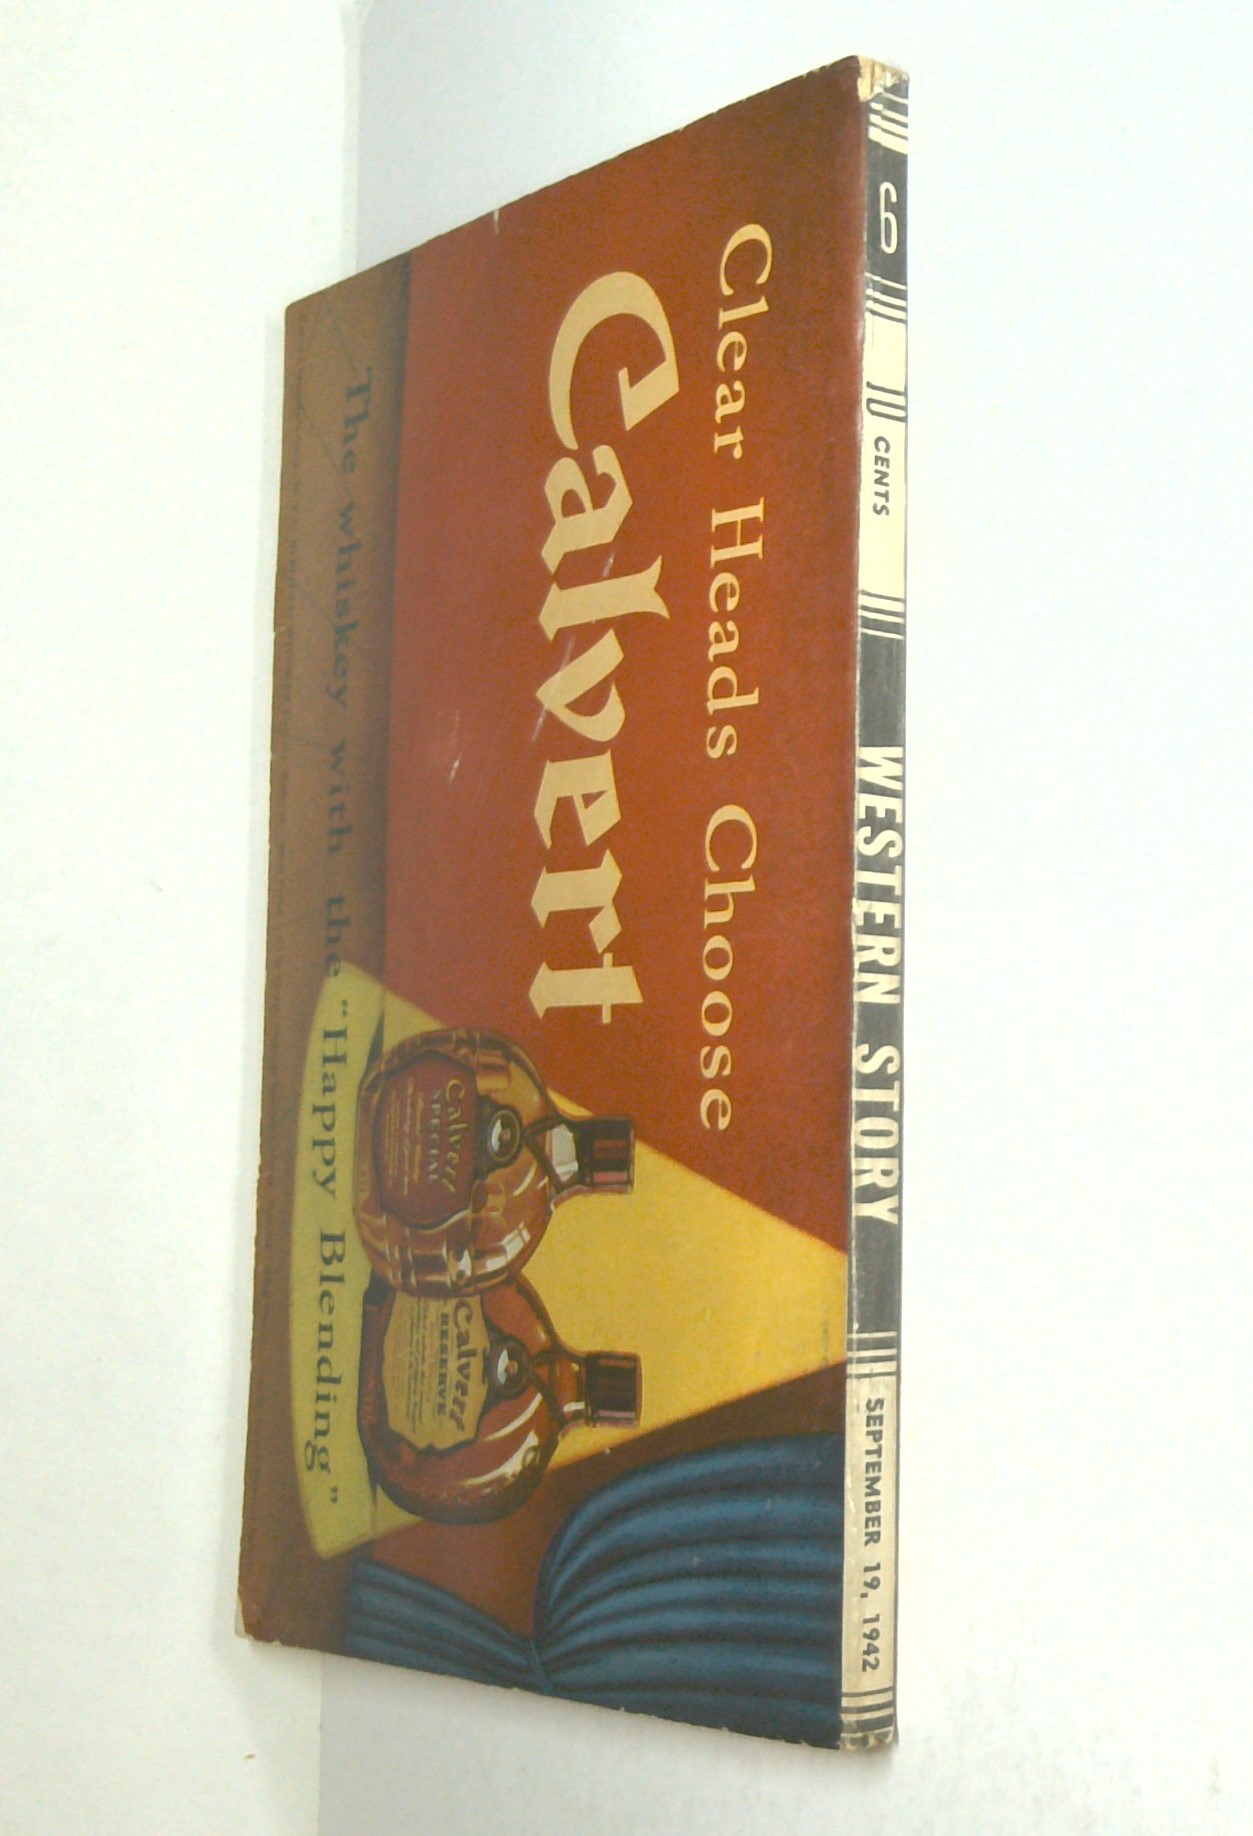 Clear Heads Choose
Calvert
The whiskey with the "Happy Blending"
Calvert
SPECIAL
Calvert
RESERVE
6
10 CENTS
WESTERN STORY
SEPTEMBER 19, 1942